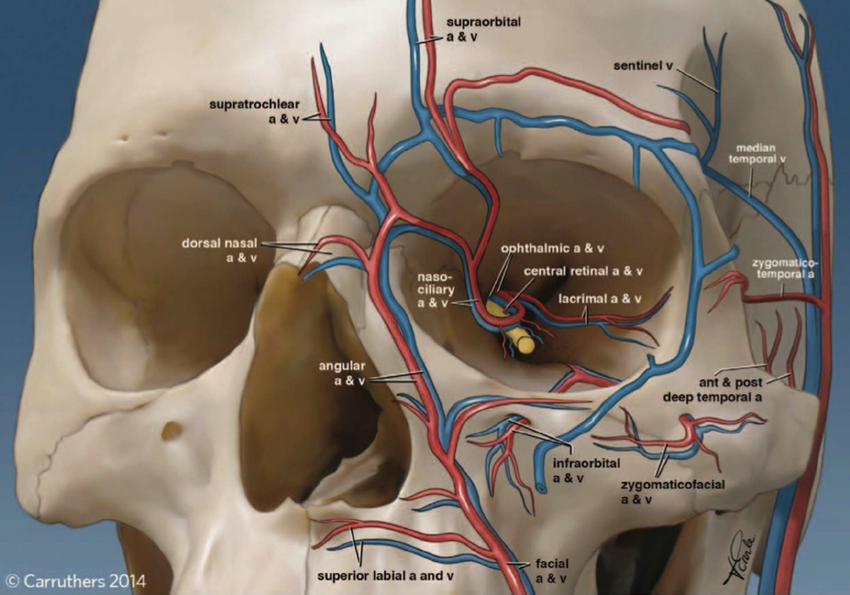 supraorbital
a & v
sentinel v
supratrochlear
a & v
median
temporal v
dorsal nasal
a & v
ophthalmic a & v
central retinal a & v
naso-
ciliary
a & v
lacrimal a & v
zygomatico-
temporal a
angular
a & v
ant & post
deep temporal a
infraorbital
a & v
zygomaticofacial
a & v
superior labial a and v
facial
a & v
© Carruthers 2014